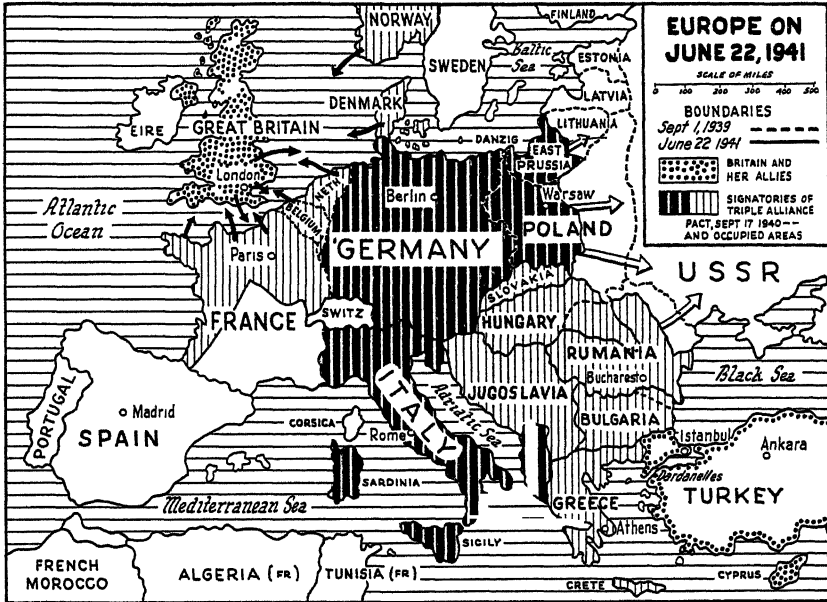 EUROPE ON
JUNE 22, 1941
SCALE OF MILES
0 100 200 300 400 500
BOUNDARIES
Sept 1, 1939
June 22 1941
BRITAIN AND
HER ALLIES
SIGNATORIES OF
TRIPLE ALLIANCE
PACT, SEPT 17 1940--
AND OCCUPIED AREAS
NORWAY
FINLAND
SWEDEN
Baltic
Sea
ESTONIA
LATVIA
LITHUANIA
DENMARK
EIRE
GREAT BRITAIN
DANZIG
EAST
PRUSSIA
London
NETH
BELGIUM
Berlin
Warsaw
Atlantic
Ocean
GERMANY
POLAND
Paris
USSR
SLOVAKIA
FRANCE
SWITZ
HUNGARY
RUMANIA
Bucharest
Black Sea
JUGOSLAVIA
ITALY
Adriatic Sea
PORTUGAL
Madrid
SPAIN
CORSICA
Rome
BULGARIA
Istanbul
Ankara
Dardanelles
SARDINIA
TURKEY
Mediterranean Sea
GREECE
Athens
SICILY
FRENCH
MOROCCO
ALGERIA (FR)
TUNISIA (FR)
CRETE
CYPRUS